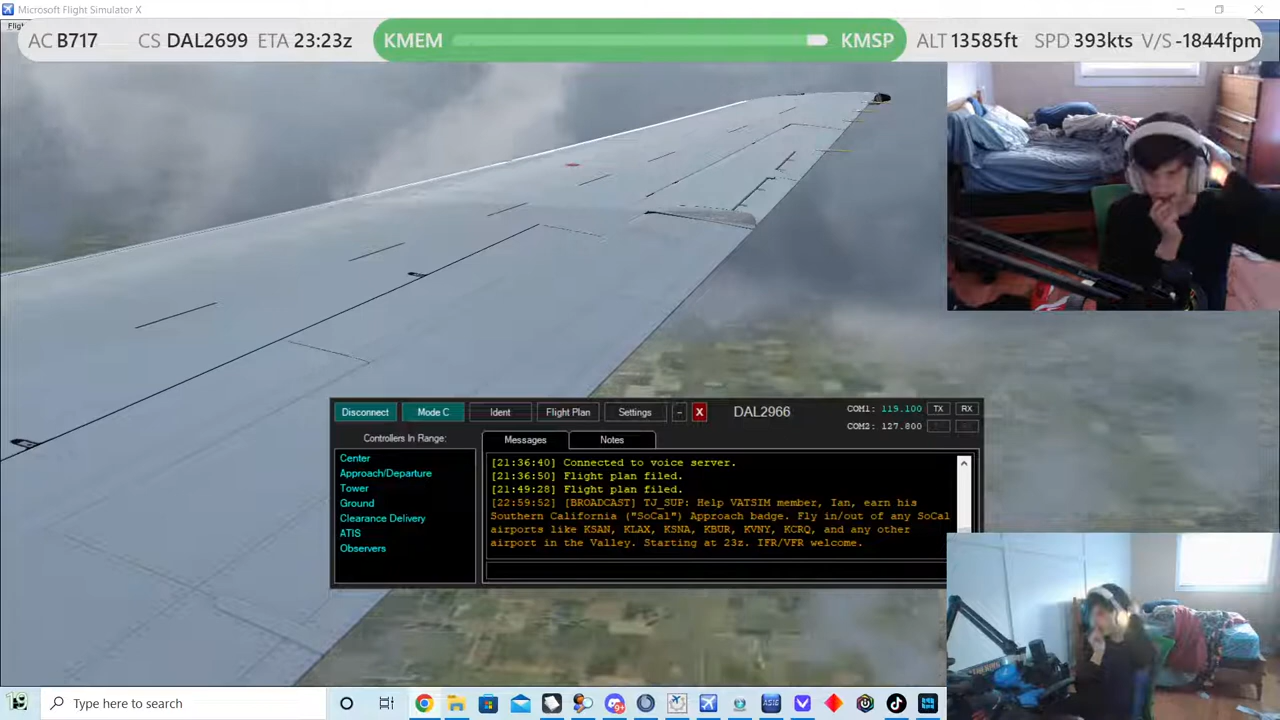 Microsoft Flight Simulator X
AC B717 CS DAL2699 ETA 23:23z KMEM KMSP ALT 13585ft SPD 393kts V/S -1844fpm
Disconnect Mode C Ident Flight Plan Settings – X DAL2966 COM1: 119.100 TX RX
COM2: 127.800
Controllers In Range:
Center
Approach/Departure
Tower
Ground
Clearance Delivery
ATIS
Observers
Messages Notes
[21:36:40] Connected to voice server.
[21:36:50] Flight plan filed.
[21:49:28] Flight plan filed.
[22:59:52] [BROADCAST] TJ_SUP: Help VATSIM member, Ian, earn his
Southern California ("SoCal") Approach badge. Fly in/out of any SoCal
airports like KSAN, KLAX, KSNA, KBUR, KVNY, KCRQ, and any other
airport in the Valley. Starting at 23z. IFR/VFR welcome.
Type here to search